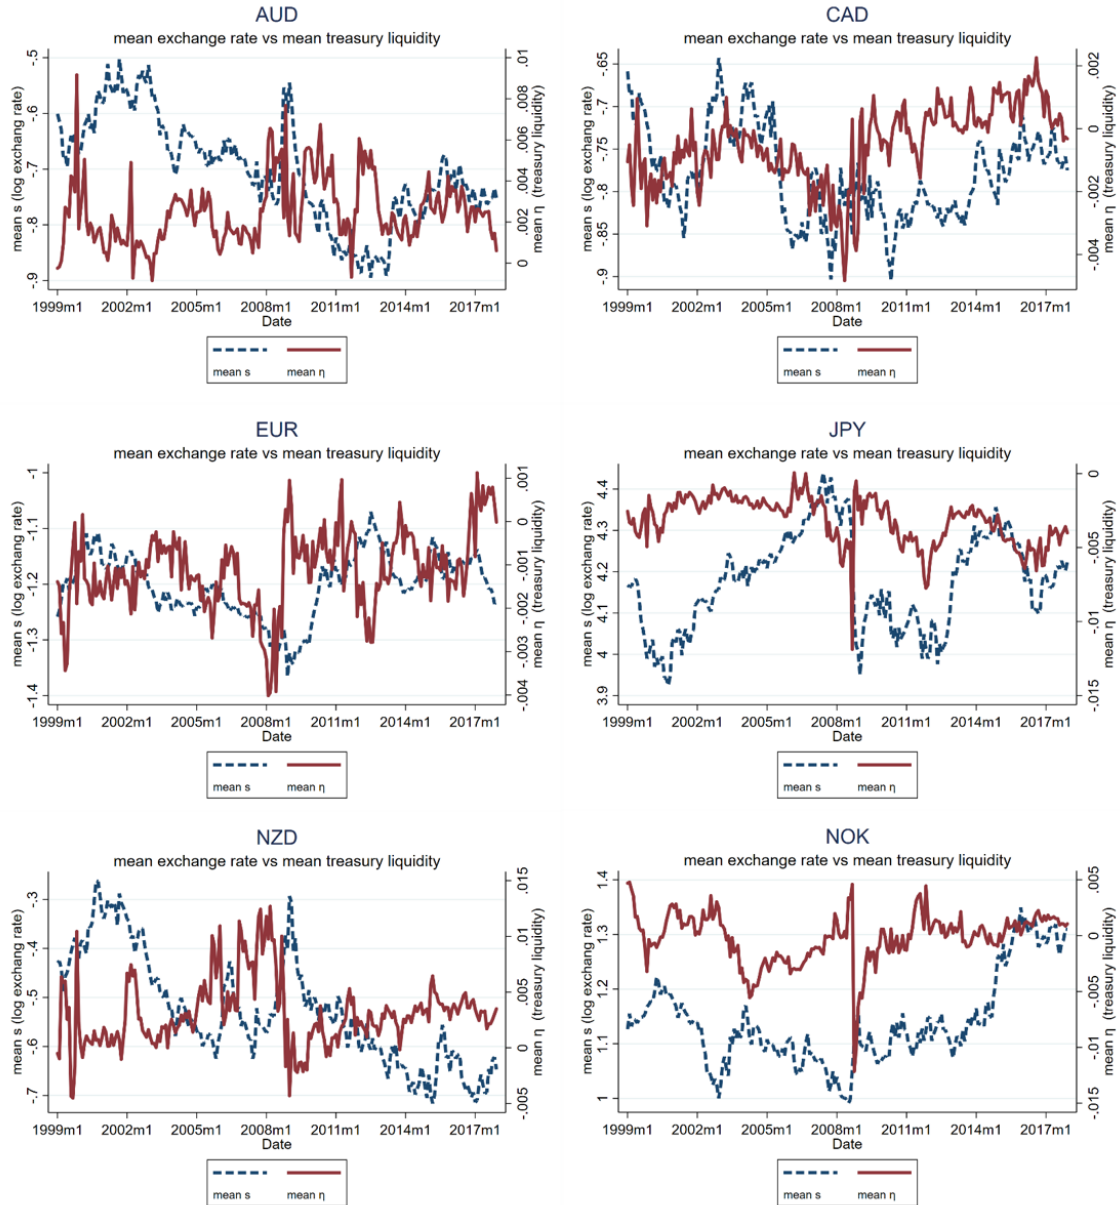 AUD
mean exchange rate vs mean treasury liquidity
mean s (log exchang rate)
-.5
-.6
-.7
-.8
-.9
.01
.008
.006
.004
.002
0
mean η (treasury liquidity)
1999m1 2002m1 2005m1 2008m1 2011m1 2014m1 2017m1
Date
mean s mean η
CAD
mean exchange rate vs mean treasury liquidity
mean s (log exchang rate)
-.65
-.7
-.75
-.8
-.85
-.9
.002
0
-.002
-.004
mean η (treasury liquidity)
1999m1 2002m1 2005m1 2008m1 2011m1 2014m1 2017m1
Date
mean s mean η
EUR
mean exchange rate vs mean treasury liquidity
mean s (log exchang rate)
-1
-1.1
-1.2
-1.3
-1.4
.001
0
-.001
-.002
-.003
-.004
mean η (treasury liquidity)
1999m1 2002m1 2005m1 2008m1 2011m1 2014m1 2017m1
Date
mean s mean η
JPY
mean exchange rate vs mean treasury liquidity
mean s (log exchang rate)
4.4
4.3
4.2
4.1
4
3.9
0
-.005
-.01
-.015
mean η (treasury liquidity)
1999m1 2002m1 2005m1 2008m1 2011m1 2014m1 2017m1
Date
mean s mean η
NZD
mean exchange rate vs mean treasury liquidity
mean s (log exchang rate)
-.3
-.4
-.5
-.6
-.7
.015
.01
.005
0
-.005
mean η (treasury liquidity)
1999m1 2002m1 2005m1 2008m1 2011m1 2014m1 2017m1
Date
mean s mean η
NOK
mean exchange rate vs mean treasury liquidity
mean s (log exchang rate)
1.4
1.3
1.2
1.1
1
.005
0
-.005
-.01
-.015
mean η (treasury liquidity)
1999m1 2002m1 2005m1 2008m1 2011m1 2014m1 2017m1
Date
mean s mean η